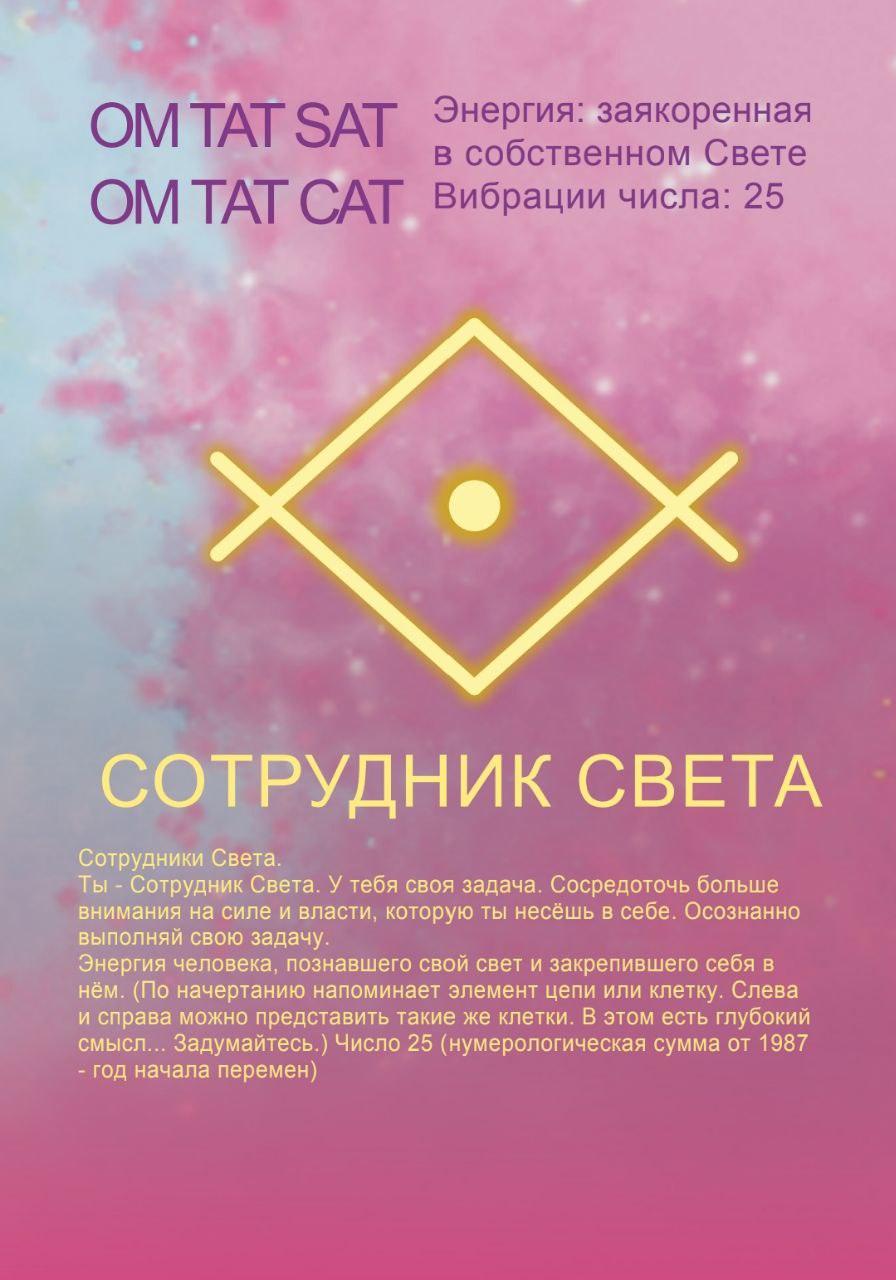 OM TAT SAT
ОМ ТАТ САТ
Энергия: заякоренная
в собственном Свете
Вибрации числа: 25
СОТРУДНИК СВЕТА
Сотрудники Света.
Ты - Сотрудник Света. У тебя своя задача. Сосредоточь больше
внимания на силе и власти, которую ты несёшь в себе. Осознанно
выполняй свою задачу.
Энергия человека, познавшего свой свет и закрепившего себя в
нём. (По начертанию напоминает элемент цепи или клетку. Слева
и справа можно представить такие же клетки. В этом есть глубокий
смысл... Задумайтесь.) Число 25 (нумерологическая сумма от 1987
- год начала перемен)